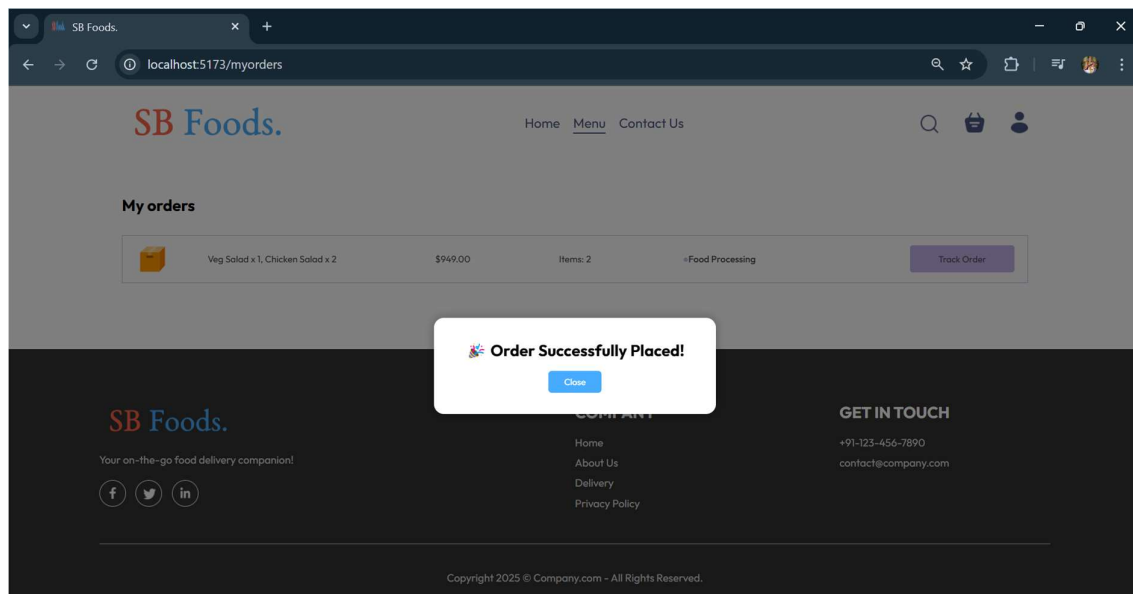 SB Foods.
localhost:5173/myorders
SB Foods.
Home Menu Contact Us
My orders
Veg Salad x 1, Chicken Salad x 2 $949.00 Items: 2 Food Processing Track Order
🎉 Order Successfully Placed!
Close
SB Foods.
Your on-the-go food delivery companion!
COMPANY
Home
About Us
Delivery
Privacy Policy
GET IN TOUCH
+91-123-456-7890
contact@company.com
Copyright 2025 © Company.com - All Rights Reserved.